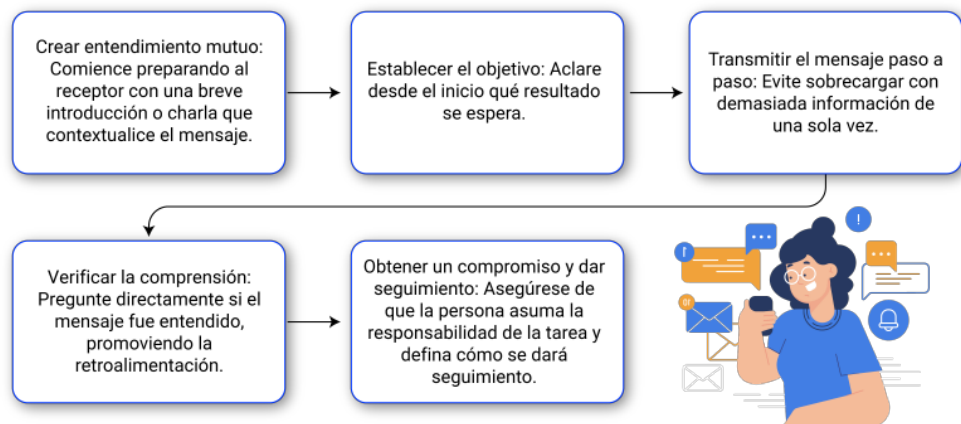 Crear entendimiento mutuo:
Comience preparando al
receptor con una breve
introducción o charla que
contextualice el mensaje.
Establecer el objetivo: Aclare
desde el inicio qué resultado
se espera.
Transmitir el mensaje paso a
paso: Evite sobrecargar con
demasiada información de
una sola vez.
Verificar la comprensión:
Pregunte directamente si el
mensaje fue entendido,
promoviendo la
retroalimentación.
Obtener un compromiso y dar
seguimiento: Asegúrese de
que la persona asuma la
responsabilidad de la tarea y
defina cómo se dará
seguimiento.
!
1
10